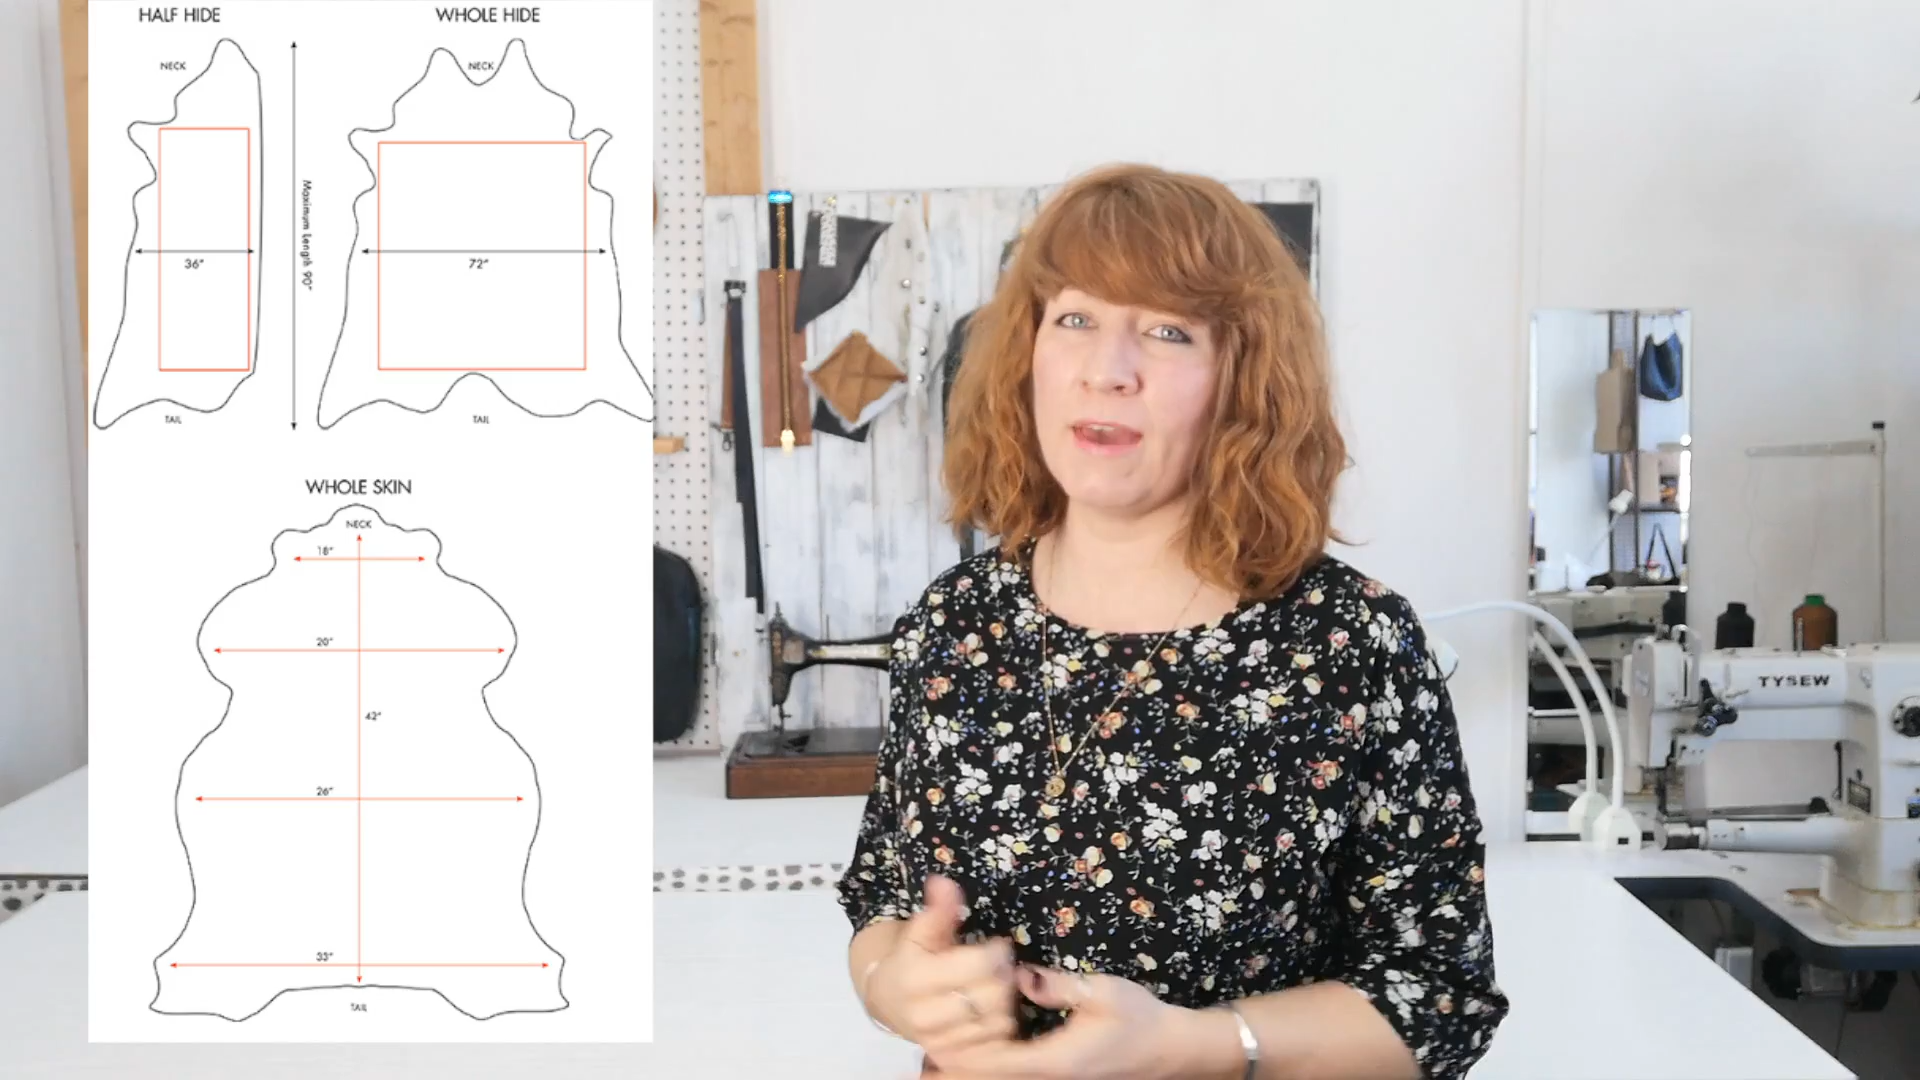 HALF HIDE
WHOLE HIDE
NECK
NECK
36"
Maximum Length 90"
72"
TAIL
TAIL
WHOLE SKIN
NECK
18"
20"
42"
26"
33"
TAIL
TYSEW